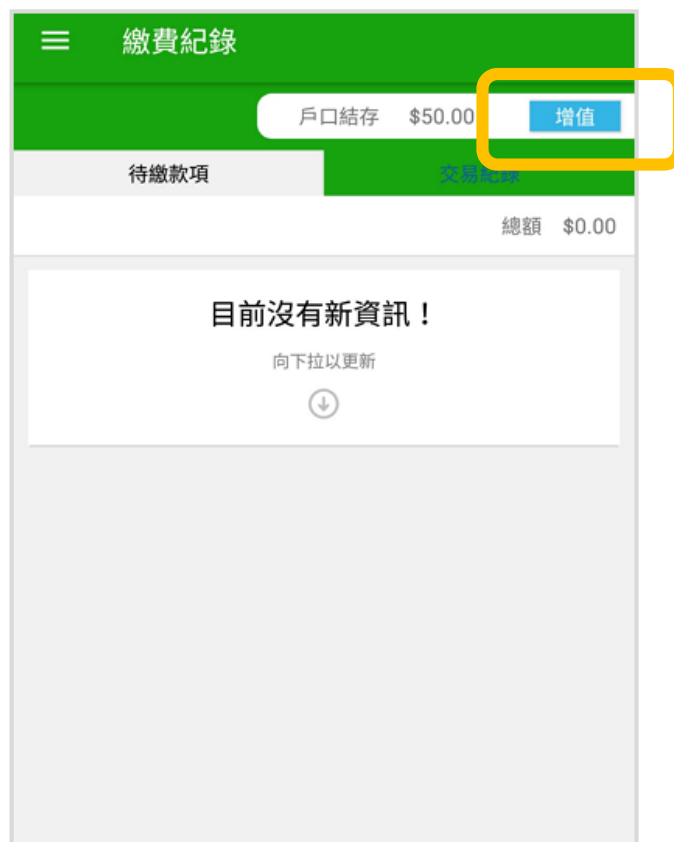 繳費紀錄
戶口結存 $50.00 增值
待繳款項 交易紀錄
總額 $0.00
目前沒有新資訊！
向下拉以更新